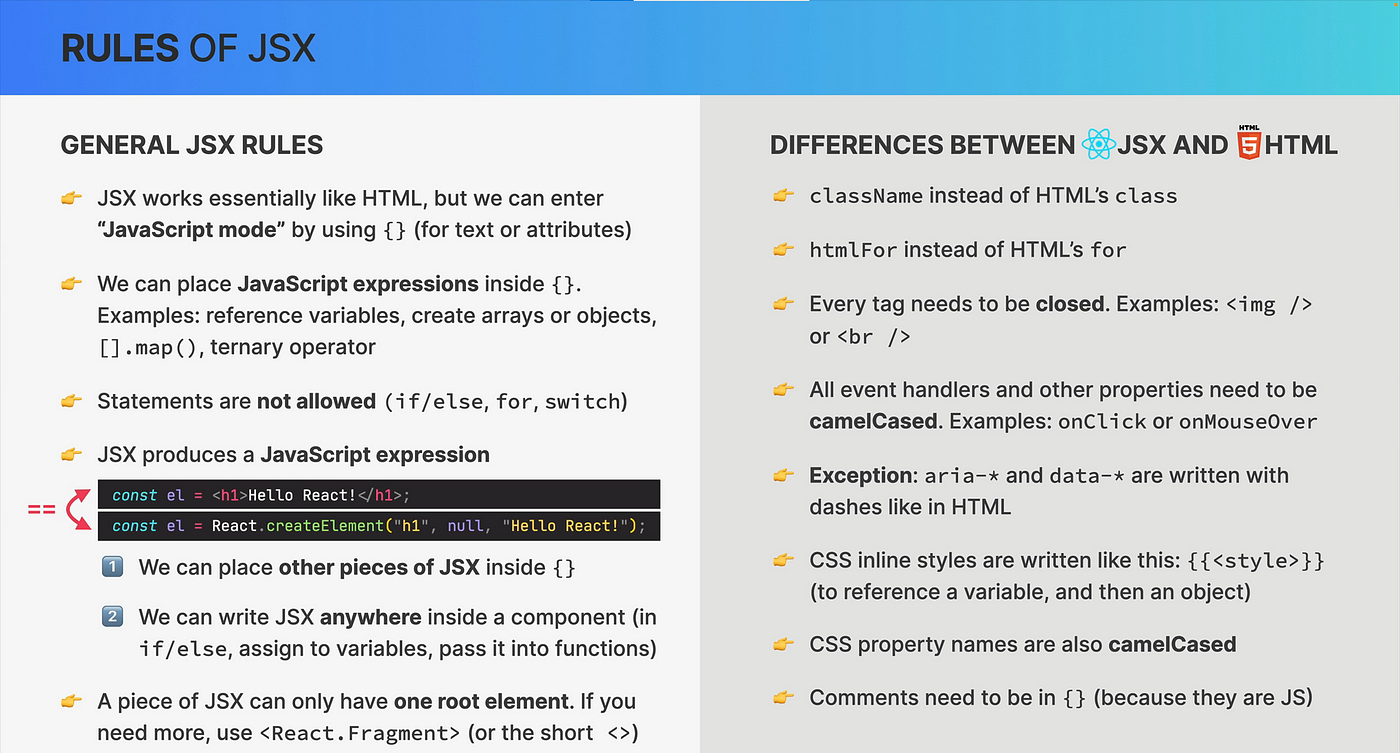 RULES OF JSX
GENERAL JSX RULES
👉 JSX works essentially like HTML, but we can enter
“JavaScript mode” by using {} (for text or attributes)
👉 We can place JavaScript expressions inside {}.
Examples: reference variables, create arrays or objects,
[].map(), ternary operator
👉 Statements are not allowed (if/else, for, switch)
👉 JSX produces a JavaScript expression
==
const el = <h1>Hello React!</h1>;
const el = React.createElement("h1", null, "Hello React!");
1 We can place other pieces of JSX inside {}
2 We can write JSX anywhere inside a component (in
if/else, assign to variables, pass it into functions)
👉 A piece of JSX can only have one root element. If you
need more, use <React.Fragment> (or the short <>)
DIFFERENCES BETWEEN JSX AND HTML 5 HTML
👉 className instead of HTML’s class
👉 htmlFor instead of HTML’s for
👉 Every tag needs to be closed. Examples: <img />
or <br />
👉 All event handlers and other properties need to be
camelCased. Examples: onClick or onMouseOver
👉 Exception: aria-* and data-* are written with
dashes like in HTML
👉 CSS inline styles are written like this: {{<style>}}
(to reference a variable, and then an object)
👉 CSS property names are also camelCased
👉 Comments need to be in {} (because they are JS)